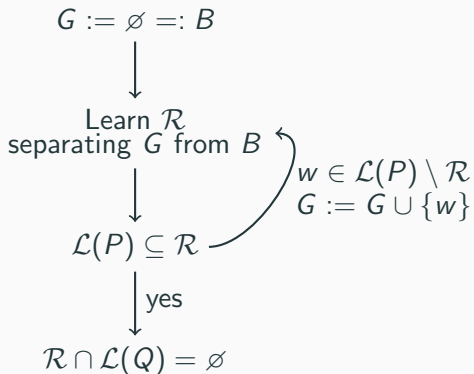 G := ∅ =: B
Learn ℛ
separating G from B
w ∈ ℒ(P) \ ℛ
G := G ∪ {w}
ℒ(P) ⊆ ℛ
yes
ℛ ∩ ℒ(Q) = ∅